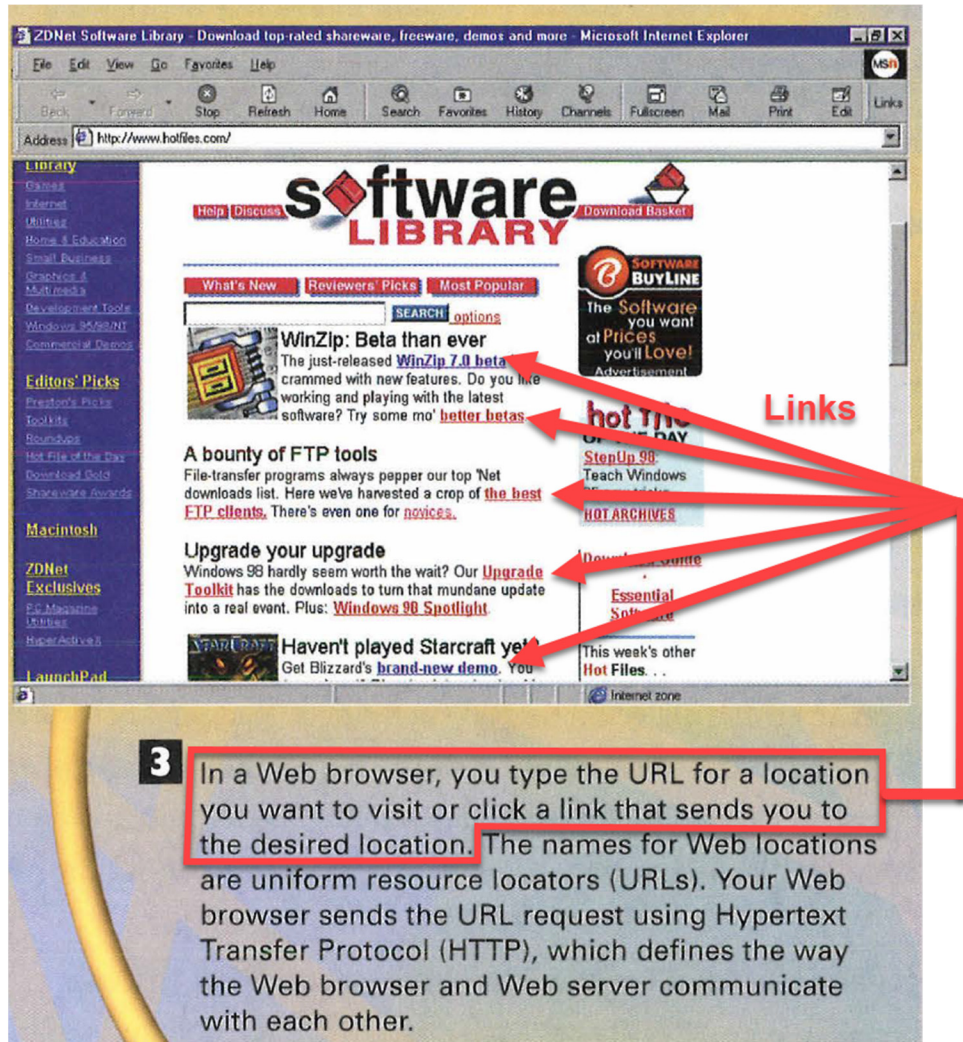 ZDNet Software Library - Download top-rated shareware, freeware, demos and more - Microsoft Internet Explorer
File Edit View Go Favorites Help
msn
Back Forward Stop Refresh Home Search Favorites History Channels Fullscreen Mail Print Edit Links
Address http://www.hotfiles.com/
Library
Games
Internet
Utilities
Home & Education
Small Business
Graphics &
Multimedia
Development Tools
Windows 95/98/NT
Commercial Demos
Editors' Picks
Preston's Picks
Toolkits
Roundups
Hot File of the Day
Download Gold
Shareware Awards
Macintosh
ZDNet
Exclusives
PC Magazine
Utilities
HyperActiveX
LaunchPad
Help Discuss
Software
LIBRARY
Download Basket
What's New Reviewers' Picks Most Popular
SEARCH options
WinZip: Beta than ever
The just-released WinZip 7.0 beta
crammed with new features. Do you like
working and playing with the latest
software? Try some mo' better betas.
A bounty of FTP tools
File-transfer programs always pepper our top 'Net
downloads list. Here we've harvested a crop of the best
FTP clients. There's even one for novices.
Upgrade your upgrade
Windows 98 hardly seem worth the wait? Our Upgrade
Toolkit has the downloads to turn that mundane update
into a real event. Plus: Windows 98 Spotlight.
STARCRAFT
Haven't played Starcraft yet
Get Blizzard's brand-new demo. You
SOFTWARE
BUYLINE
The Software
you want
at Prices
you'll Love!
Advertisement
Links
hot file
OF THE DAY
StepUp 98:
Teach Windows
HOT ARCHIVES
Download Guide
Essential
Software
This week's other
Hot Files. . .
Internet zone
3
In a Web browser, you type the URL for a location
you want to visit or click a link that sends you to
the desired location. The names for Web locations
are uniform resource locators (URLs). Your Web
browser sends the URL request using Hypertext
Transfer Protocol (HTTP), which defines the way
the Web browser and Web server communicate
with each other.